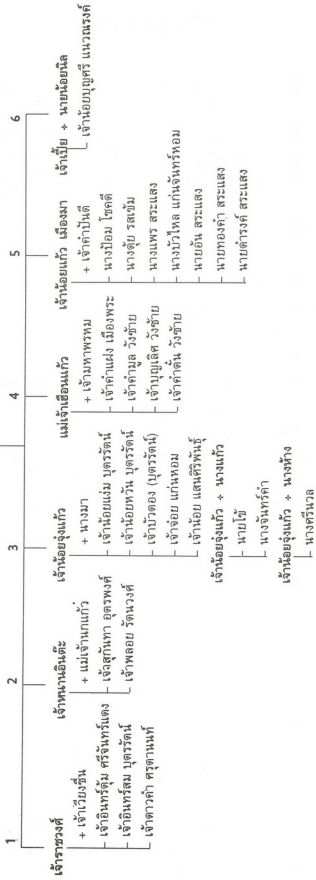 1
เจ้าราชวงศ์
+ เจ้าเวียงชื่น
เจ้าอินทร์ตุ้ม ศรีจันทร์แดง
เจ้าอินทร์สม บุตรรัตน์
เจ้าดาวคำ ศรุตานนท์
2
เจ้าหนานอินต๊ะ
+ แม่เจ้านกแก้ว
เจ้าสุกันทา อุตรพงศ์
เจ้าพลอย รัตนวงศ์
3
เจ้าน้อยจุ๋งแก้ว
+ นางมา
เจ้าน้อยแง่ม บุตรรัตน์
เจ้าน้อยหวัน บุตรรัตน์
เจ้าบัวตอง (บุตรรัตน์)
เจ้าจ๋อย แก่นหอม
เจ้าน้อย แสนศิริพันธุ์
เจ้าน้อยจุ๋งแก้ว + นางแก้ว
นายไข้
นางจันทร์คำ
เจ้าน้อยจุ๋งแก้ว + นางห้าง
นางศรีนวล
4
แม่เจ้าเฮือนแก้ว
+ เจ้ามหาพรหม
เจ้าคำแฝง เมืองพระ
เจ้าคำมูล วังซ้าย
เจ้าบุญเลิศ วังซ้าย
เจ้าคำตั๋น วังซ้าย
5
เจ้าน้อยแก้ว เมืองมา
+ เจ้าคำปันดี
นางป้อม โชคดี
นางตุ้ย รสเข้ม
นางแพร สระแสง
นางบัวไหล แก่นจันทร์หอม
นายอ้น สระแสง
นายทองคำ สระแสง
นายดำรงค์ สระแสง
6
เจ้าเปี้ย + นายน้อยนิล
เจ้าน้อยบุญศรี แนวณรงค์